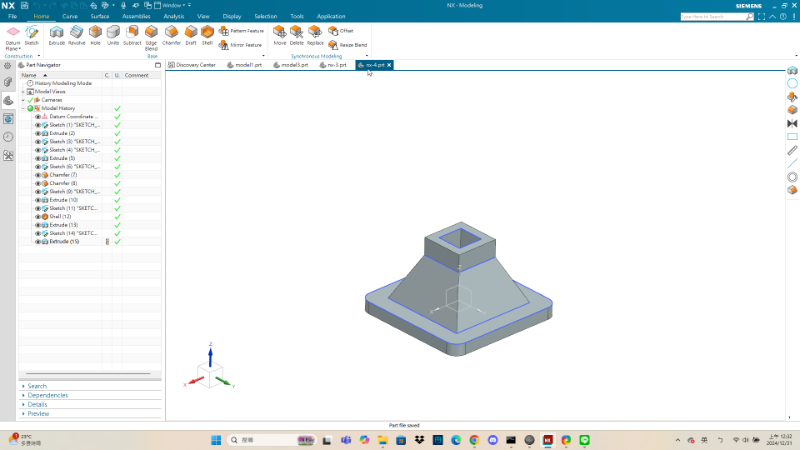 NX
Window
NX - Modeling
SIEMENS
File
Home
Curve
Surface
Assemblies
Analysis
View
Display
Selection
Tools
Application
Type Here to Search
Datum Plane
Sketch
Extrude
Revolve
Hole
Unite
Subtract
Edge Blend
Chamfer
Draft
Shell
Pattern Feature
Mirror Feature
Move
Delete
Replace
Offset
Resize Blend
Construction
Base
Synchronous Modeling
Part Navigator
Discovery Center
model1.prt
model3.prt
nx-3.prt
nx-4.prt
Name
C.
U.
Comment
History Modeling Mode
Model Views
Cameras
Model History
Datum Coordinate ...
Sketch (1) "SKETCH_...
Extrude (2)
Sketch (3) "SKETCH_...
Sketch (4) "SKETCH_...
Extrude (5)
Sketch (6) "SKETCH_...
Chamfer (7)
Chamfer (8)
Sketch (9) "SKETCH_...
Extrude (10)
Sketch (11) "SKETC...
Shell (12)
Extrude (13)
Sketch (14) "SKETC...
Extrude (15)
Search
Dependencies
Details
Preview
Z
X
Y
Part file saved
23°C
多雲時晴
搜尋
英
上午 12:02
2024/12/31